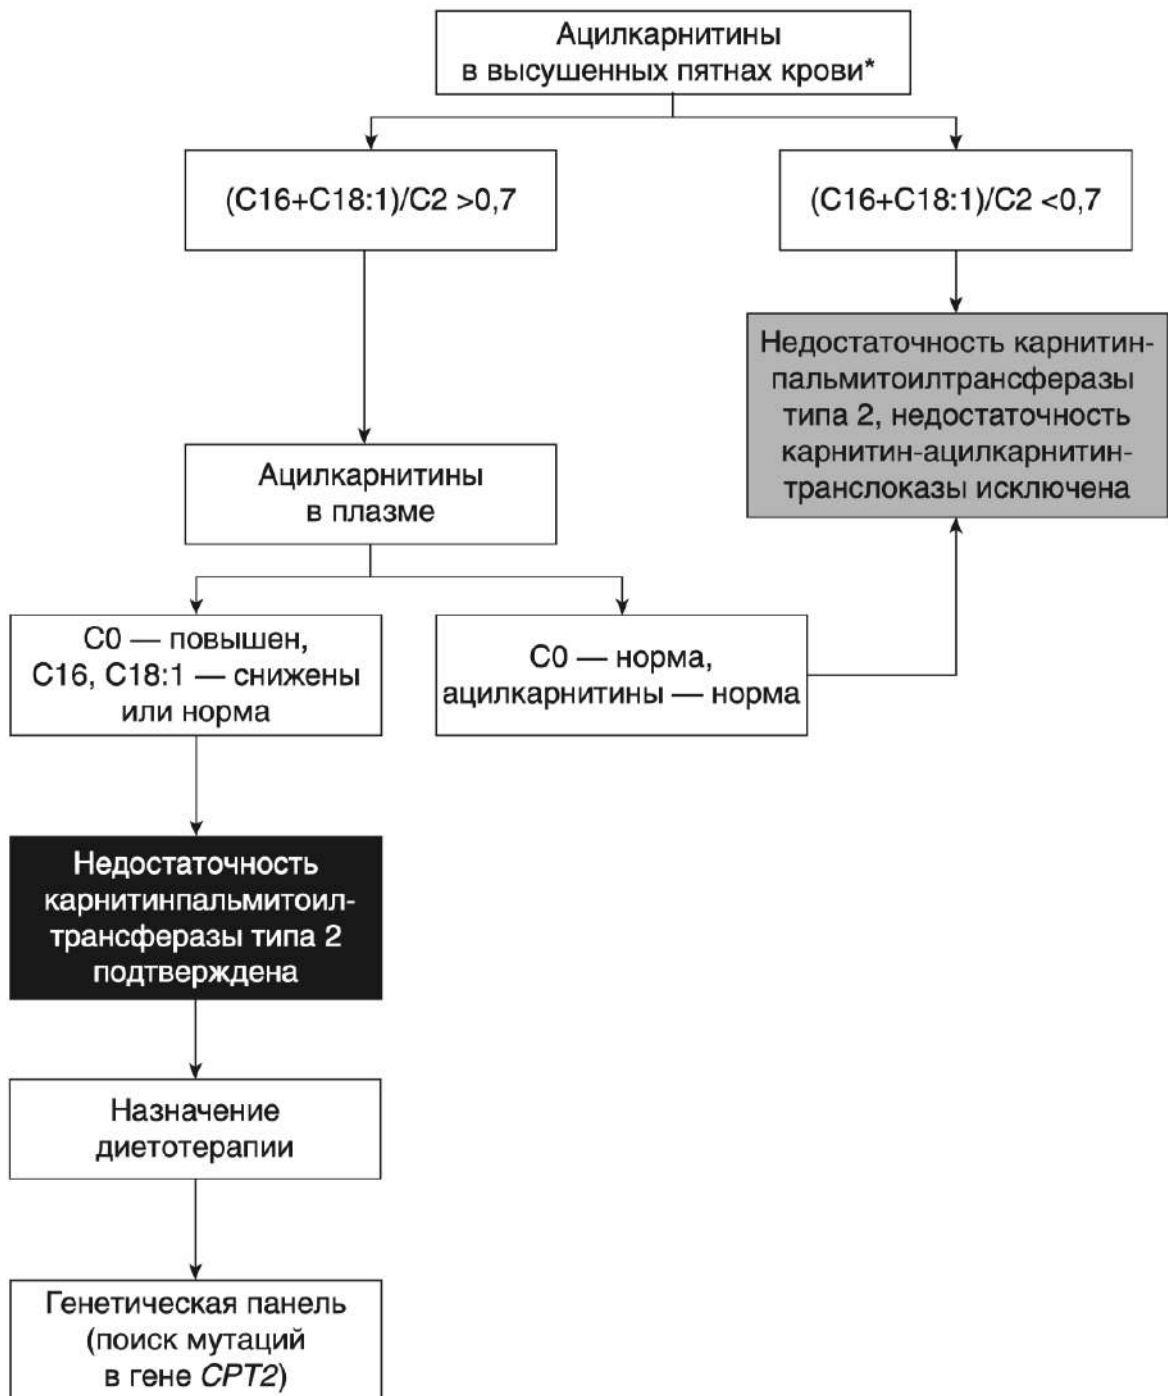 Ацилкарнитины
в высушенных пятнах крови*
(C16+C18:1)/C2 >0,7
(C16+C18:1)/C2 <0,7
Недостаточность карнитин-
пальмитоилтрансферазы
типа 2, недостаточность
карнитин-ацилкарнитин-
транслоказы исключена
Ацилкарнитины
в плазме
C0 — повышен,
C16, C18:1 — снижены
или норма
C0 — норма,
ацилкарнитины — норма
Недостаточность
карнитинпальмитоил-
трансферазы типа 2
подтверждена
Назначение
диетотерапии
Генетическая панель
(поиск мутаций
в гене CPT2)